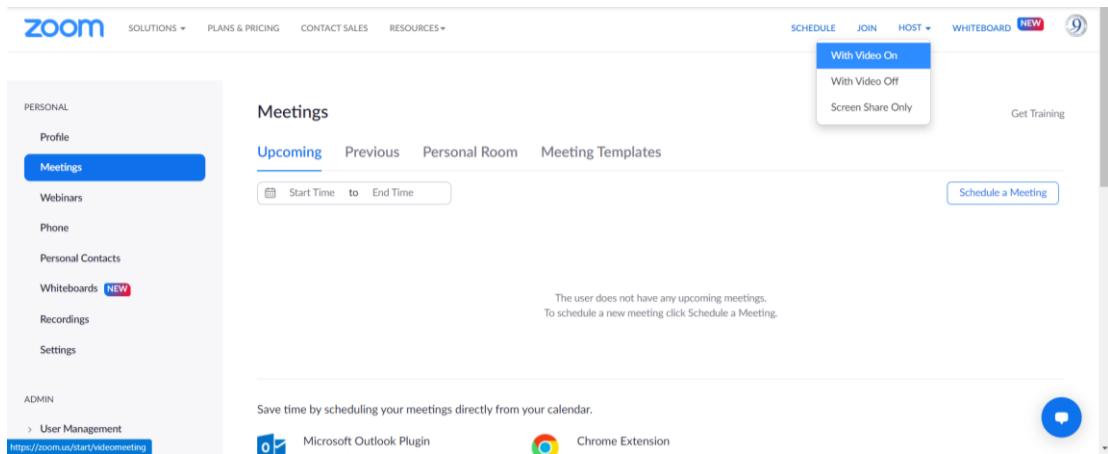 zoom SOLUTIONS PLANS & PRICING CONTACT SALES RESOURCES SCHEDULE JOIN HOST WHITEBOARD NEW 9
With Video On
With Video Off
Screen Share Only
PERSONAL
Profile
Meetings
Webinars
Phone
Personal Contacts
Whiteboards NEW
Recordings
Settings
ADMIN
> User Management
https://zoom.us/start/videomeeting
Meetings
Get Training
Upcoming Previous Personal Room Meeting Templates
Start Time to End Time
Schedule a Meeting
The user does not have any upcoming meetings.
To schedule a new meeting click Schedule a Meeting.
Save time by scheduling your meetings directly from your calendar.
Microsoft Outlook Plugin Chrome Extension